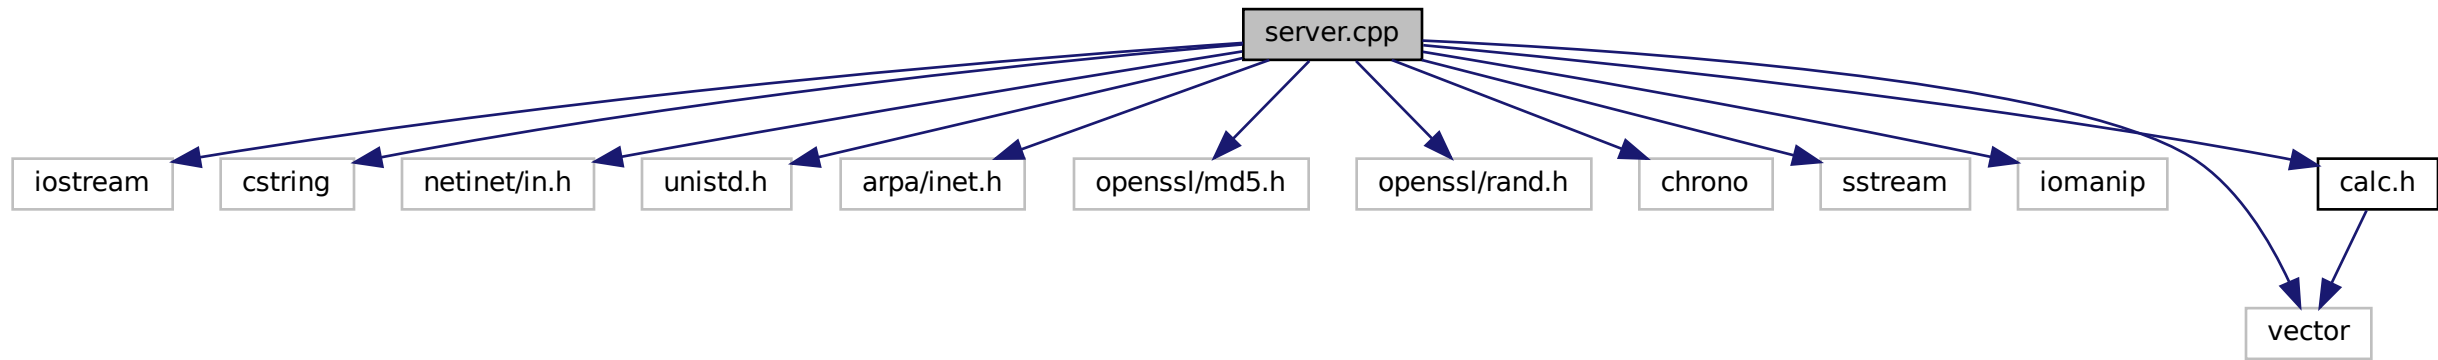 server.cpp
iostream
cstring
netinet/in.h
unistd.h
arpa/inet.h
openssl/md5.h
openssl/rand.h
chrono
sstream
iomanip
calc.h
vector